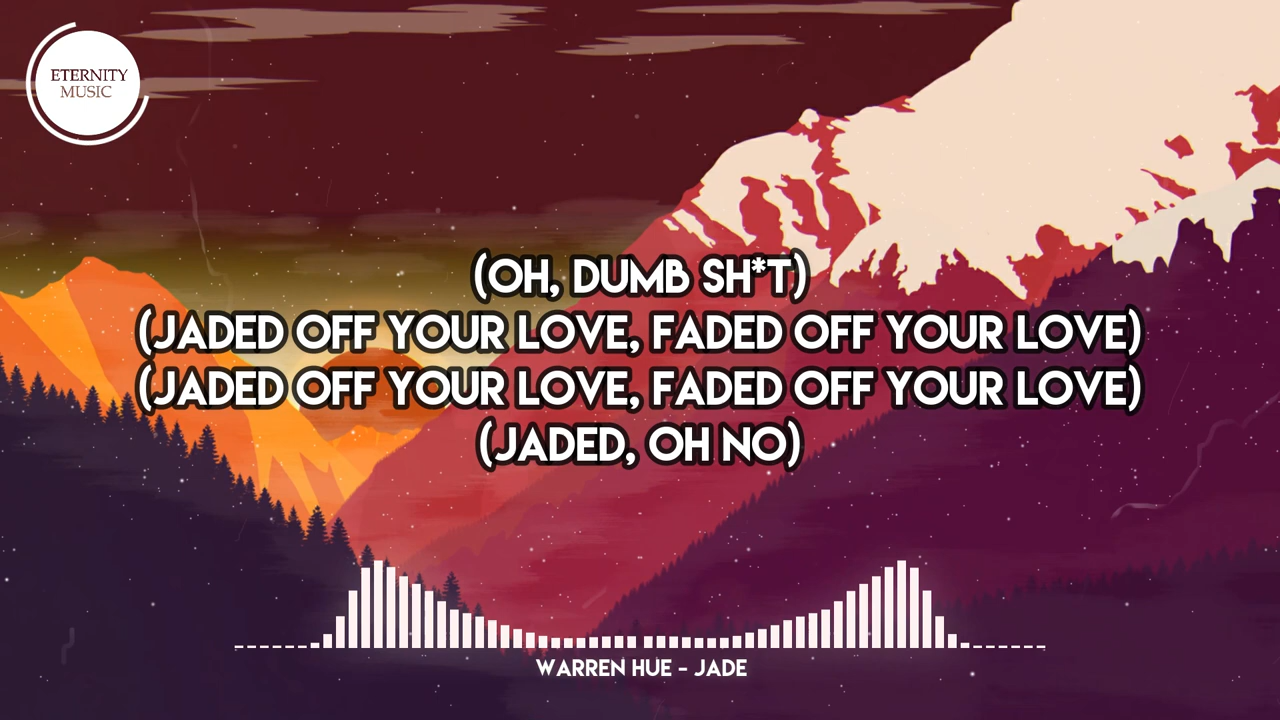 ETERNITY
MUSIC
(OH, DUMB SH*T)
(JADED OFF YOUR LOVE, FADED OFF YOUR LOVE)
(JADED OFF YOUR LOVE, FADED OFF YOUR LOVE)
(JADED, OH NO)
WARREN HUE - JADE